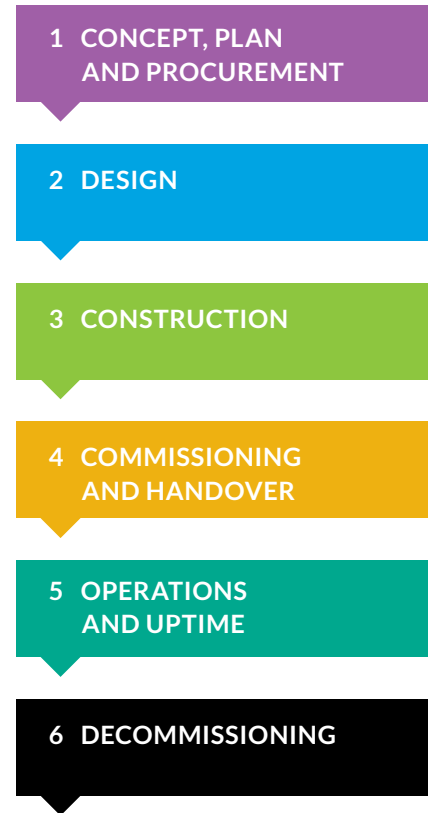 1 CONCEPT, PLAN
AND PROCUREMENT
2 DESIGN
3 CONSTRUCTION
4 COMMISSIONING
AND HANDOVER
5 OPERATIONS
AND UPTIME
6 DECOMMISSIONING